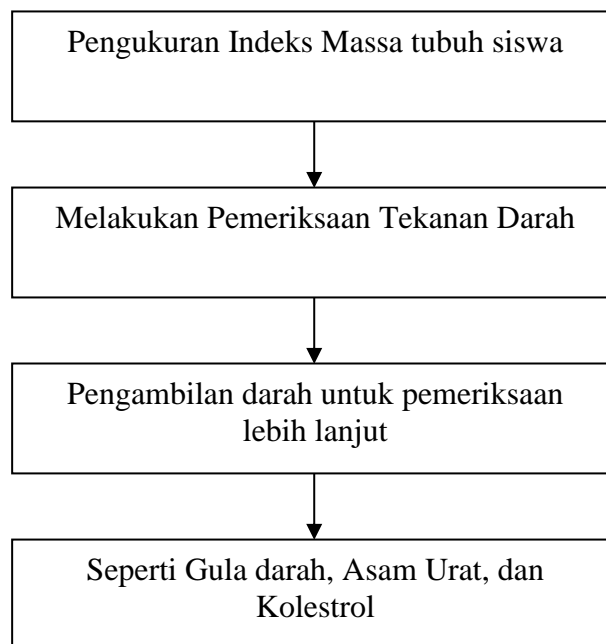 Pengukuran Indeks Massa tubuh siswa
Melakukan Pemeriksaan Tekanan Darah
Pengambilan darah untuk pemeriksaan
lebih lanjut
Seperti Gula darah, Asam Urat, dan
Kolestrol